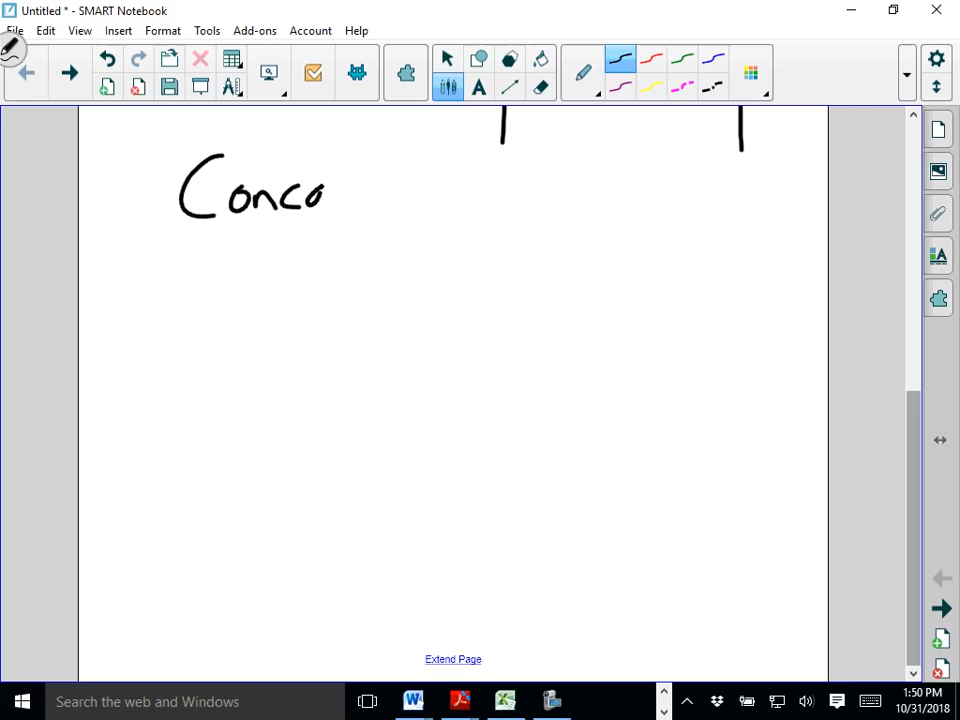 Untitled * - SMART Notebook
File Edit View Insert Format Tools Add-ons Account Help
Conco
Extend Page
Search the web and Windows
1:50 PM
10/31/2018